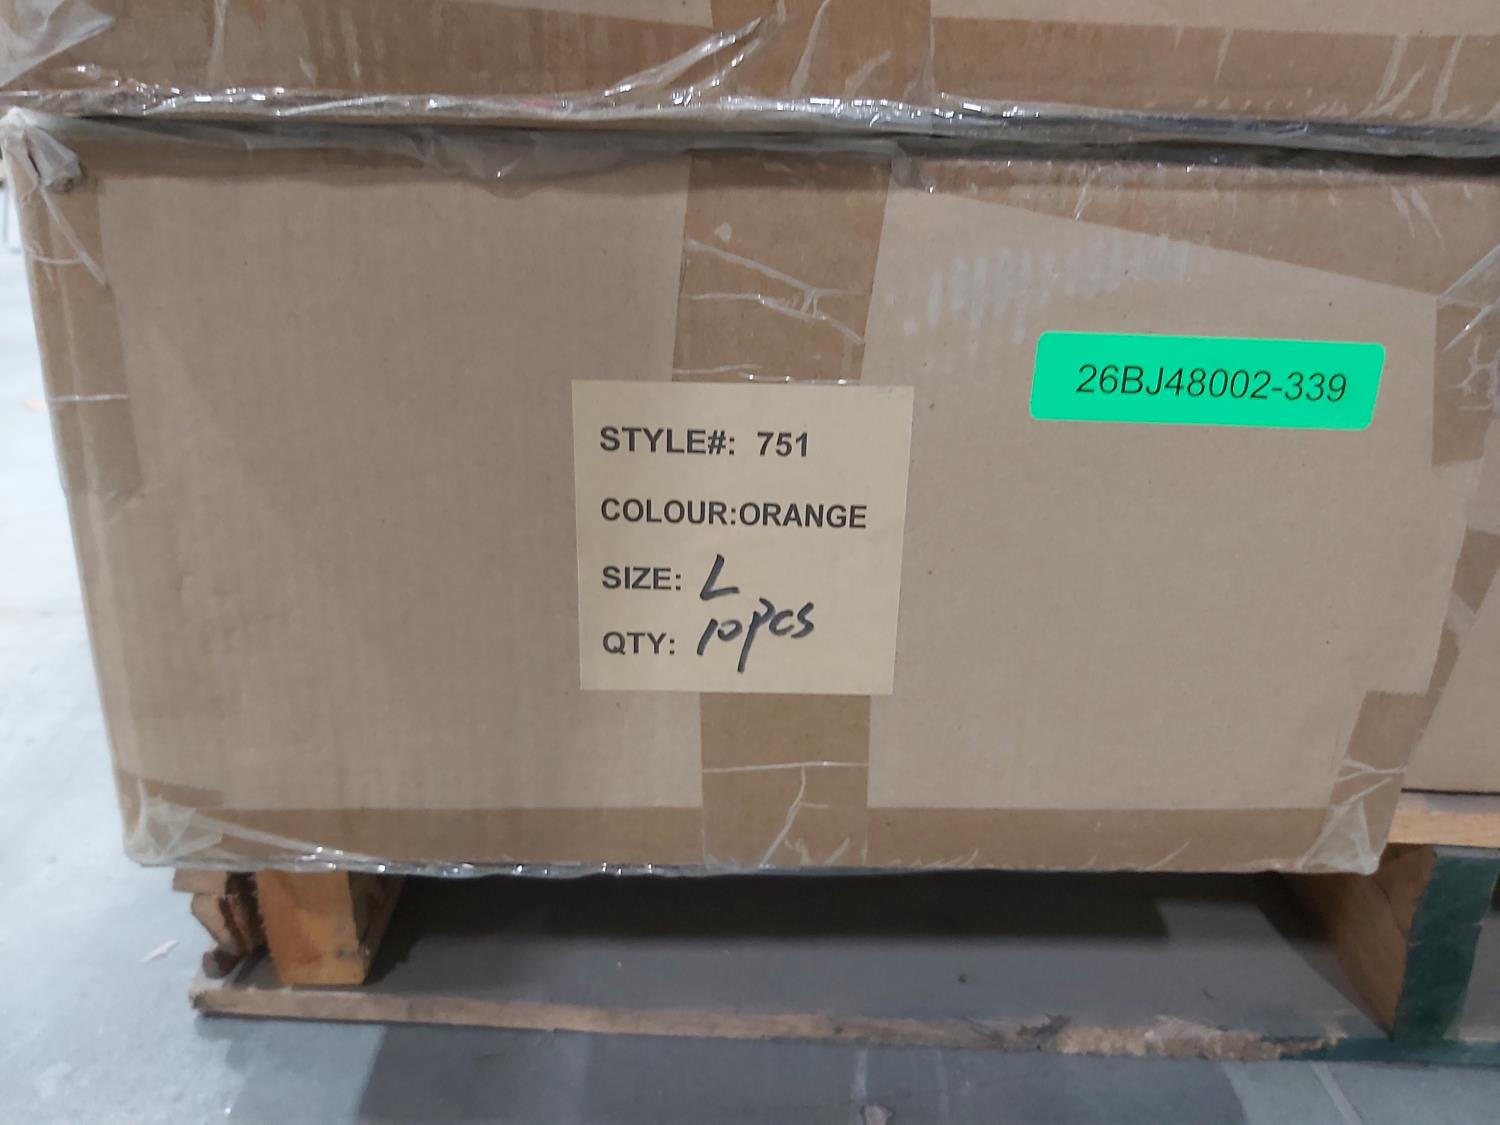 26BJ48002-339
STYLE#: 751
COLOUR:ORANGE
SIZE: L
QTY: 10pcs